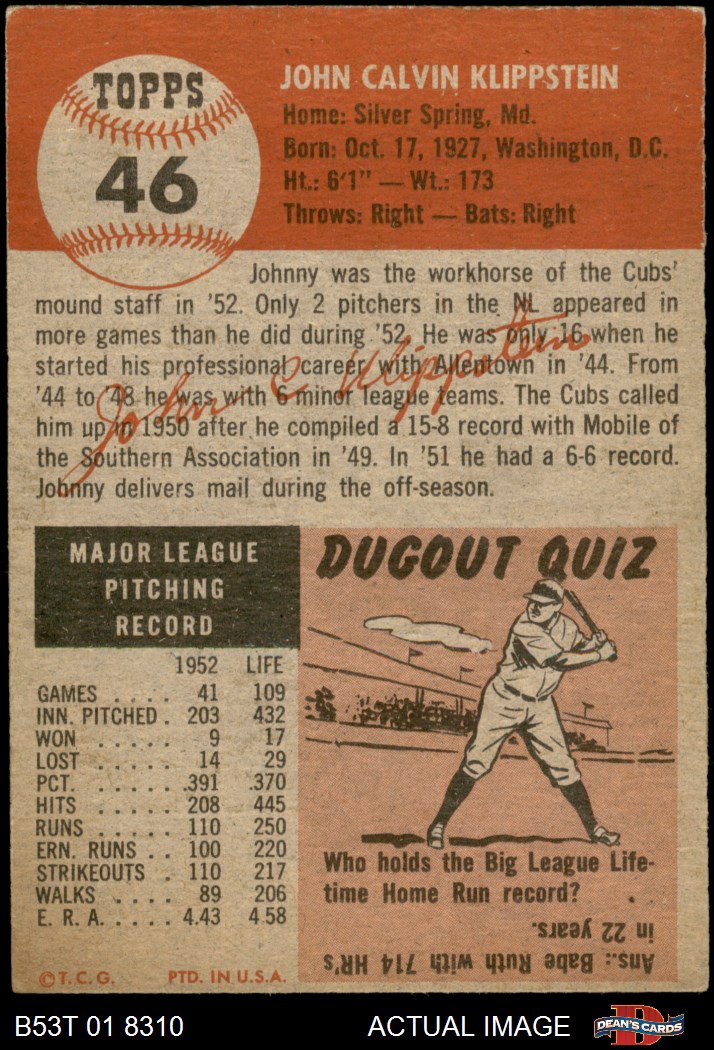 TOPPS
46
JOHN CALVIN KLIPPSTEIN
Home: Silver Spring, Md.
Born: Oct. 17, 1927, Washington, D.C.
Ht.: 6'1" — Wt.: 173
Throws: Right — Bats: Right
Johnny was the workhorse of the Cubs'
mound staff in '52. Only 2 pitchers in the NL appeared in
more games than he did during '52. He was only 16 when he
started his professional career with Allentown in '44. From
'44 to '48 he was with 6 minor league teams. The Cubs called
him up in 1950 after he compiled a 15-8 record with Mobile of
the Southern Association in '49. In '51 he had a 6-6 record.
Johnny delivers mail during the off-season.
John C Klippstein
MAJOR LEAGUE
PITCHING
RECORD
1952 LIFE
GAMES . . . . 41 109
INN. PITCHED . 203 432
WON . . . . . 9 17
LOST . . . . . 14 29
PCT. . . . . . .391 .370
HITS . . . . . 208 445
RUNS . . . . . 110 250
ERN. RUNS . . 100 220
STRIKEOUTS . 110 217
WALKS . . . . 89 206
E. R. A. . . . . 4.43 4.58
©T.C.G. PTD. IN U.S.A.
DUGOUT QUIZ
Who holds the Big League Life-
time Home Run record?
Ans.: Babe Ruth with 714 HR's
in 22 years.
B53T 01 8310 ACTUAL IMAGE
D
DEAN'S CARDS